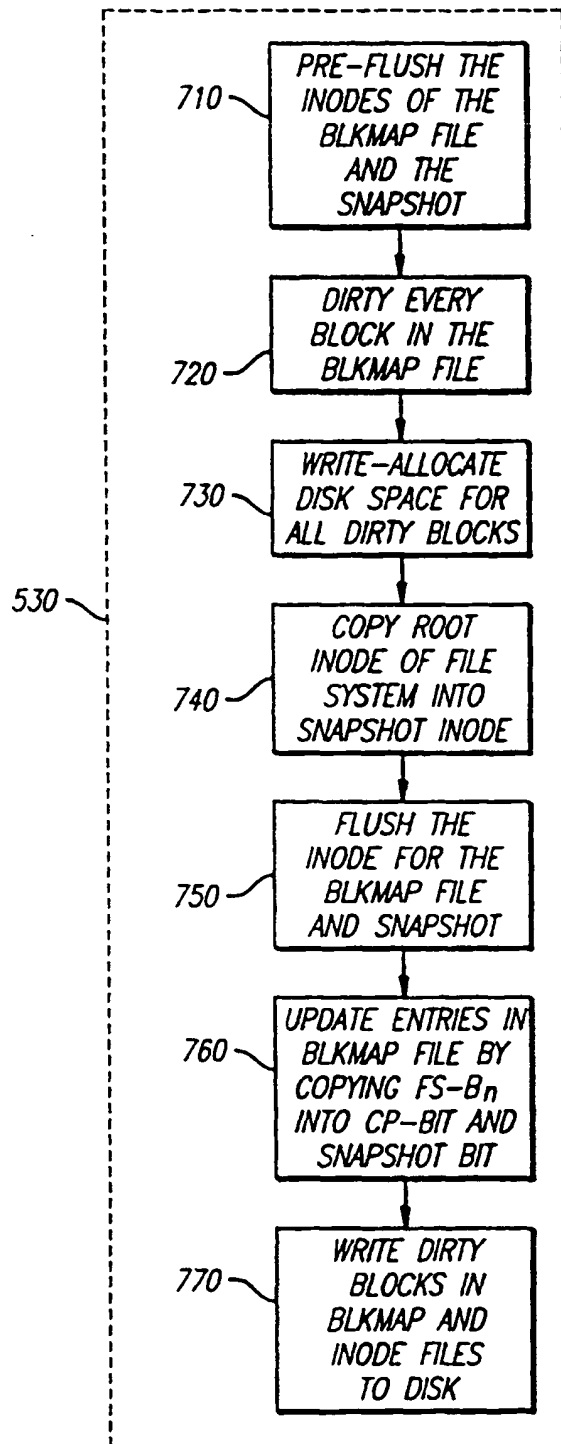 710
PRE-FLUSH THE
INODES OF THE
BLKMAP FILE
AND THE
SNAPSHOT
720
DIRTY EVERY
BLOCK IN THE
BLKMAP FILE
730
WRITE-ALLOCATE
DISK SPACE FOR
ALL DIRTY BLOCKS
530
740
COPY ROOT
INODE OF FILE
SYSTEM INTO
SNAPSHOT INODE
750
FLUSH THE
INODE FOR THE
BLKMAP FILE
AND SNAPSHOT
760
UPDATE ENTRIES IN
BLKMAP FILE BY
COPYING FS-Bn
INTO CP-BIT AND
SNAPSHOT BIT
770
WRITE DIRTY
BLOCKS IN
BLKMAP AND
INODE FILES
TO DISK